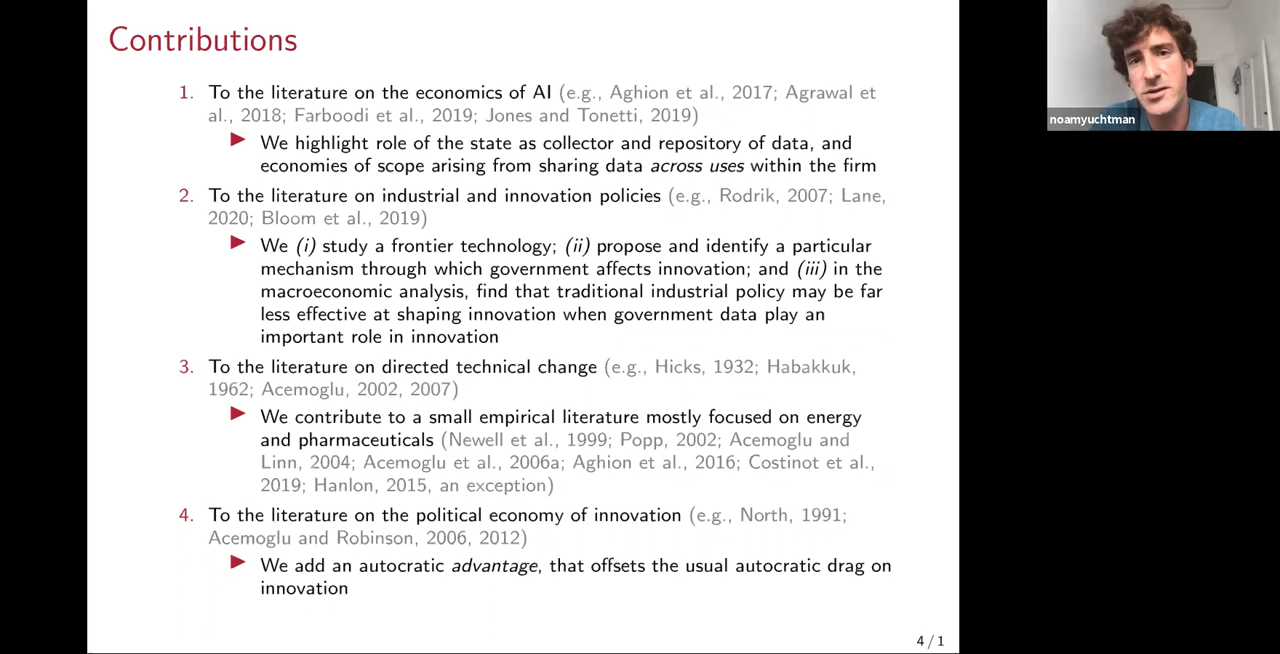 Contributions
1. To the literature on the economics of AI (e.g., Aghion et al., 2017; Agrawal et
al., 2018; Farboodi et al., 2019; Jones and Tonetti, 2019)
▶ We highlight role of the state as collector and repository of data, and
economies of scope arising from sharing data across uses within the firm
2. To the literature on industrial and innovation policies (e.g., Rodrik, 2007; Lane,
2020; Bloom et al., 2019)
▶ We (i) study a frontier technology; (ii) propose and identify a particular
mechanism through which government affects innovation; and (iii) in the
macroeconomic analysis, find that traditional industrial policy may be far
less effective at shaping innovation when government data play an
important role in innovation
3. To the literature on directed technical change (e.g., Hicks, 1932; Habakkuk,
1962; Acemoglu, 2002, 2007)
▶ We contribute to a small empirical literature mostly focused on energy
and pharmaceuticals (Newell et al., 1999; Popp, 2002; Acemoglu and
Linn, 2004; Acemoglu et al., 2006a; Aghion et al., 2016; Costinot et al.,
2019; Hanlon, 2015, an exception)
4. To the literature on the political economy of innovation (e.g., North, 1991;
Acemoglu and Robinson, 2006, 2012)
▶ We add an autocratic advantage, that offsets the usual autocratic drag on
innovation
4 / 1
noamyuchtman